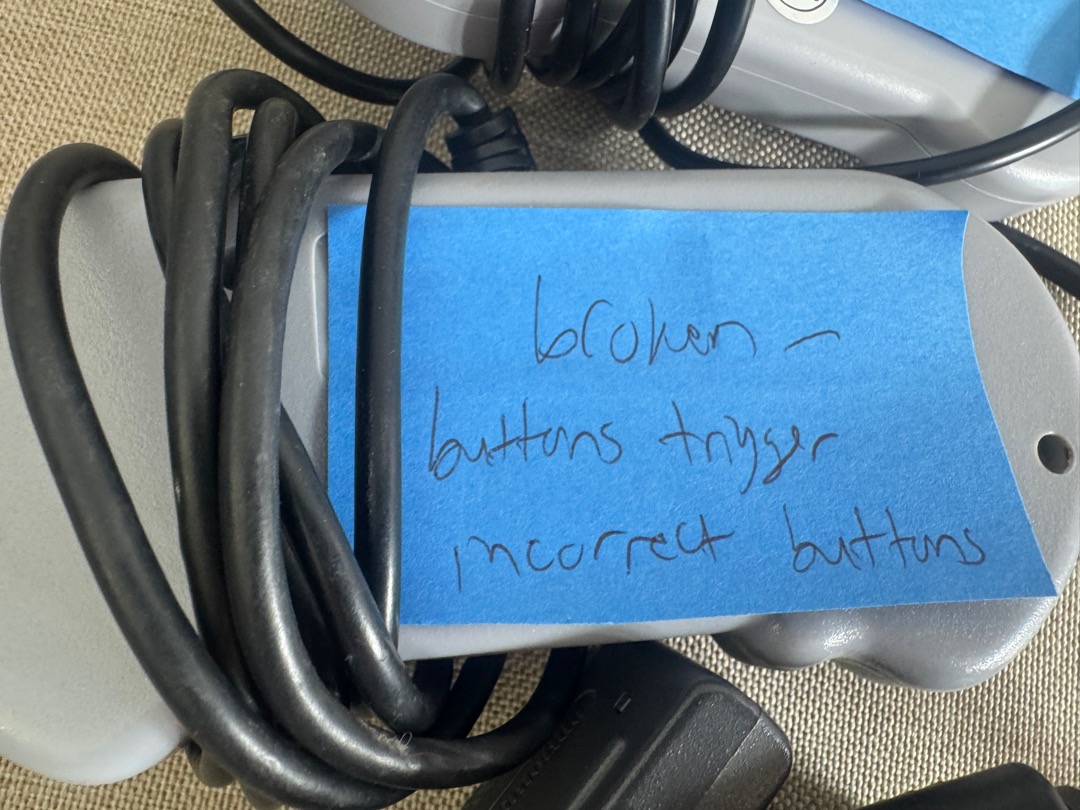 broken -
buttons trigger
incorrect buttons